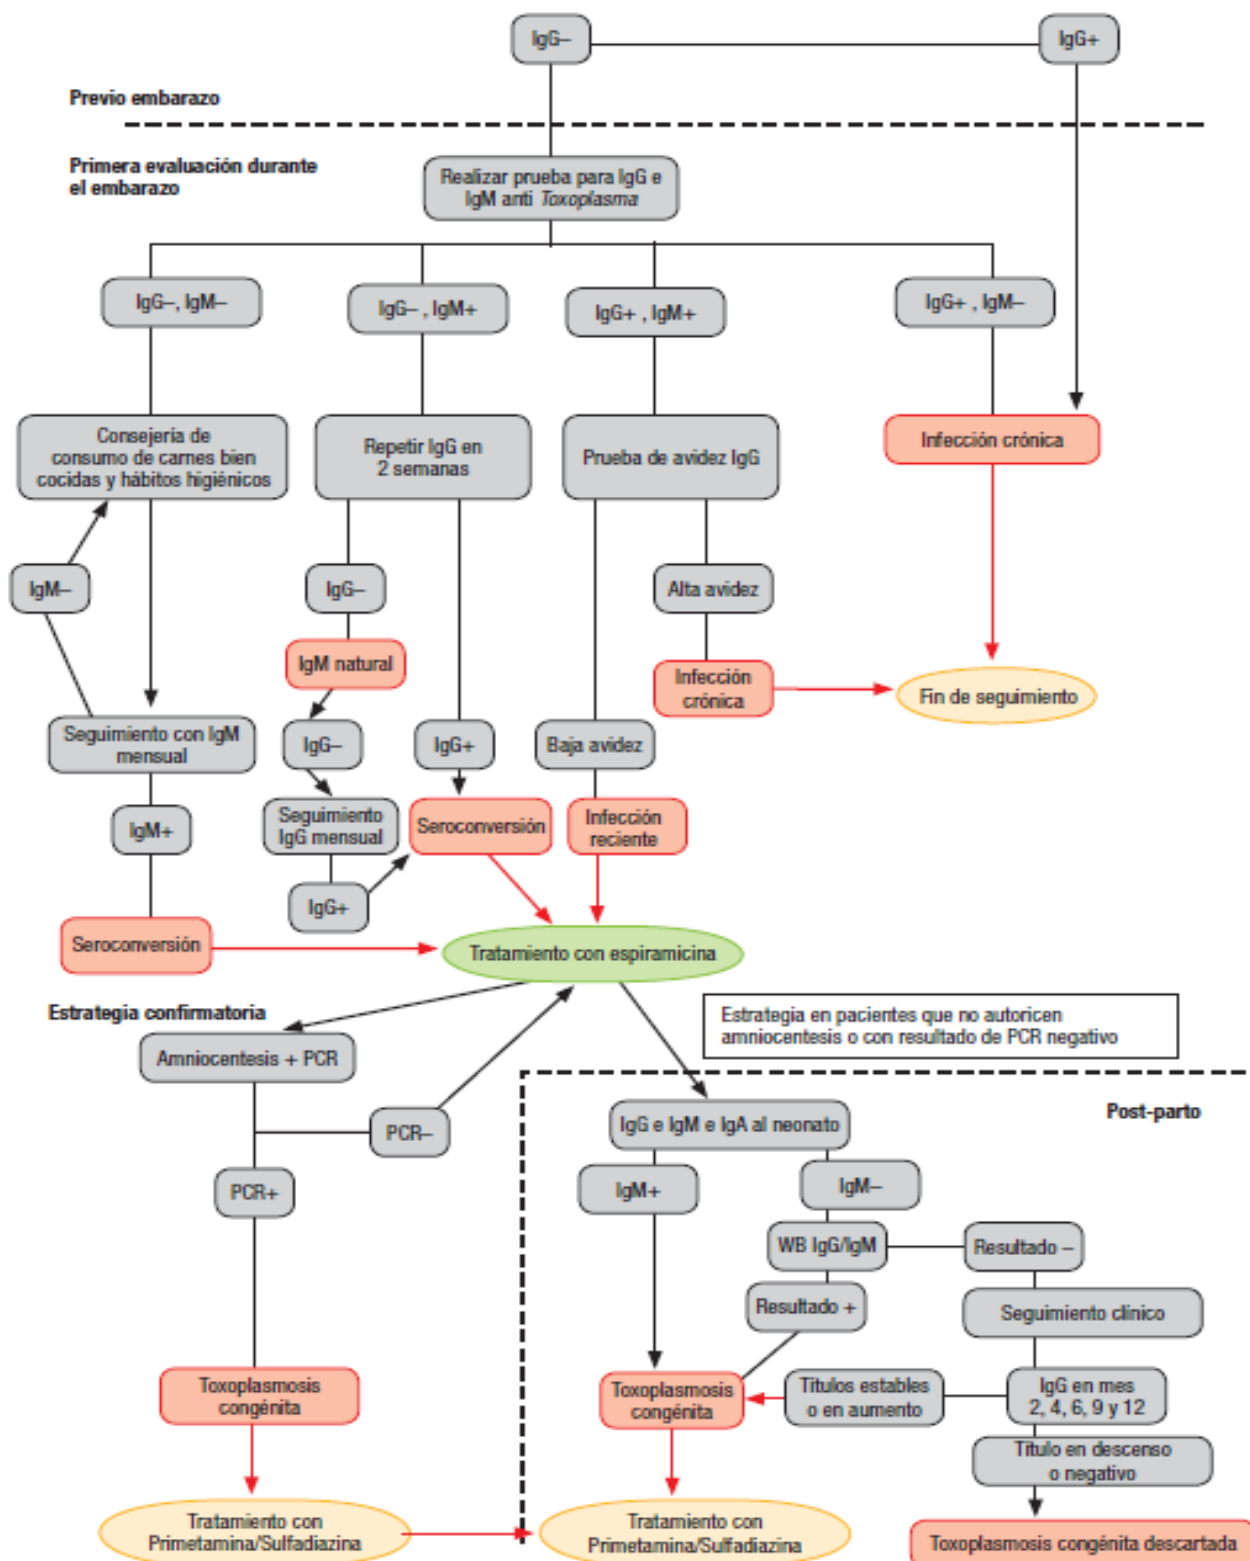 IgG–
IgG+
Previo embarazo
Primera evaluación durante
el embarazo
Realizar prueba para IgG e
IgM anti Toxoplasma
IgG–, IgM–
IgG– , IgM+
IgG+ , IgM+
IgG+ , IgM–
Consejería de
consumo de carnes bien
cocidas y hábitos higiénicos
Repetir IgG en
2 semanas
Prueba de avidez IgG
Infección crónica
IgM–
IgG–
Alta avidez
IgM natural
Infección
crónica
Fin de seguimiento
Seguimiento con IgM
mensual
IgG–
IgG+
Baja avidez
IgM+
Seguimiento
IgG mensual
Seroconversión
Infección
reciente
IgG+
Seroconversión
Tratamiento con espiramicina
Estrategia confirmatoria
Estrategia en pacientes que no autoricen
amniocentesis o con resultado de PCR negativo
Amniocentesis + PCR
Post-parto
PCR–
IgG e IgM e IgA al neonato
PCR+
IgM+
IgM–
WB IgG/IgM
Resultado –
Resultado +
Seguimiento clínico
Toxoplasmosis
congénita
Toxoplasmosis
congénita
Títulos estables
o en aumento
IgG en mes
2, 4, 6, 9 y 12
Título en descenso
o negativo
Tratamiento con
Primetamina/Sulfadiazina
Tratamiento con
Primetamina/Sulfadiazina
Toxoplasmosis congénita descartada